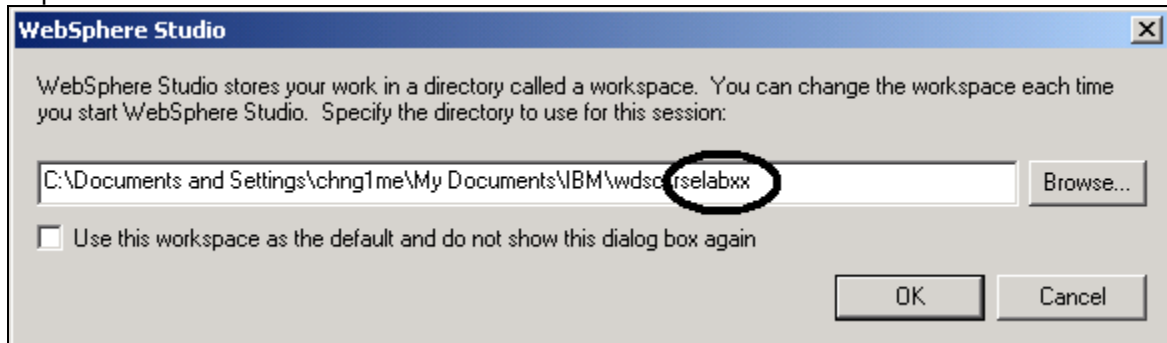 WebSphere Studio
WebSphere Studio stores your work in a directory called a workspace. You can change the workspace each time
you start WebSphere Studio. Specify the directory to use for this session:
C:\Documents and Settings\chng1me\My Documents\IBM\wdsc\rselabxx
Browse...
Use this workspace as the default and do not show this dialog box again
OK Cancel